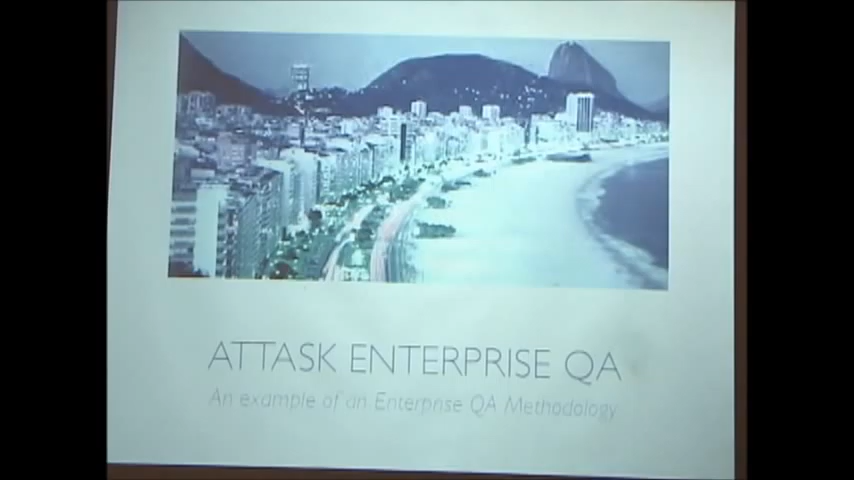 ATTASK ENTERPRISE QA
An example of an Enterprise QA Methodology